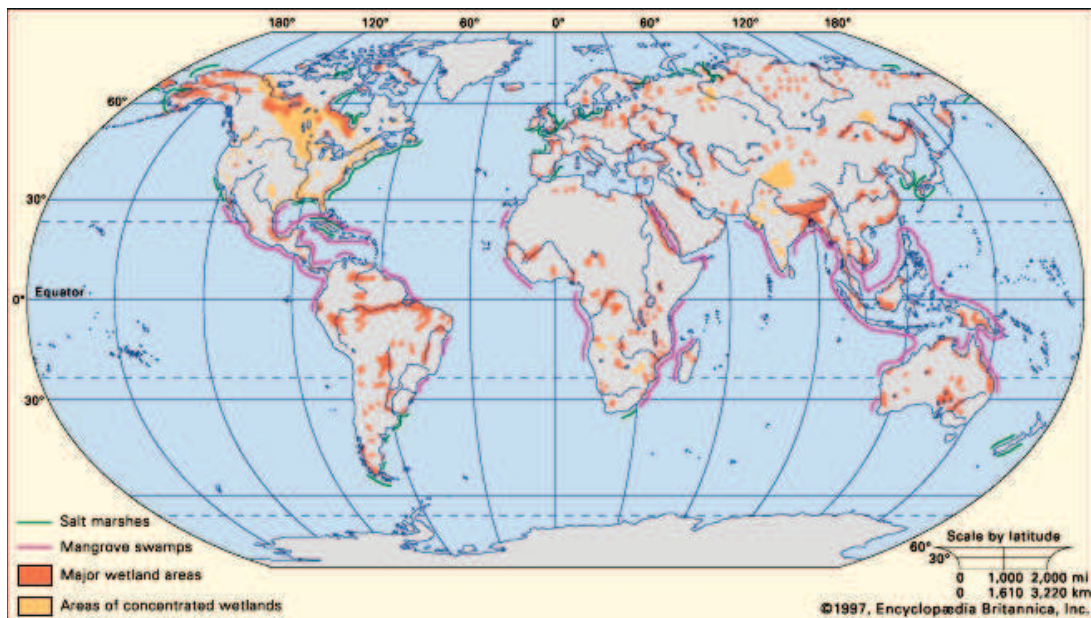 180° 120° 60° 0° 60° 120° 180°
60°
30°
Equator
0°
30°
Salt marshes
Mangrove swamps
Major wetland areas
Areas of concentrated wetlands
Scale by latitude
60°
30°
0 1,000 2,000 mi
0 1,610 3,220 km
©1997, Encyclopædia Britannica, Inc.